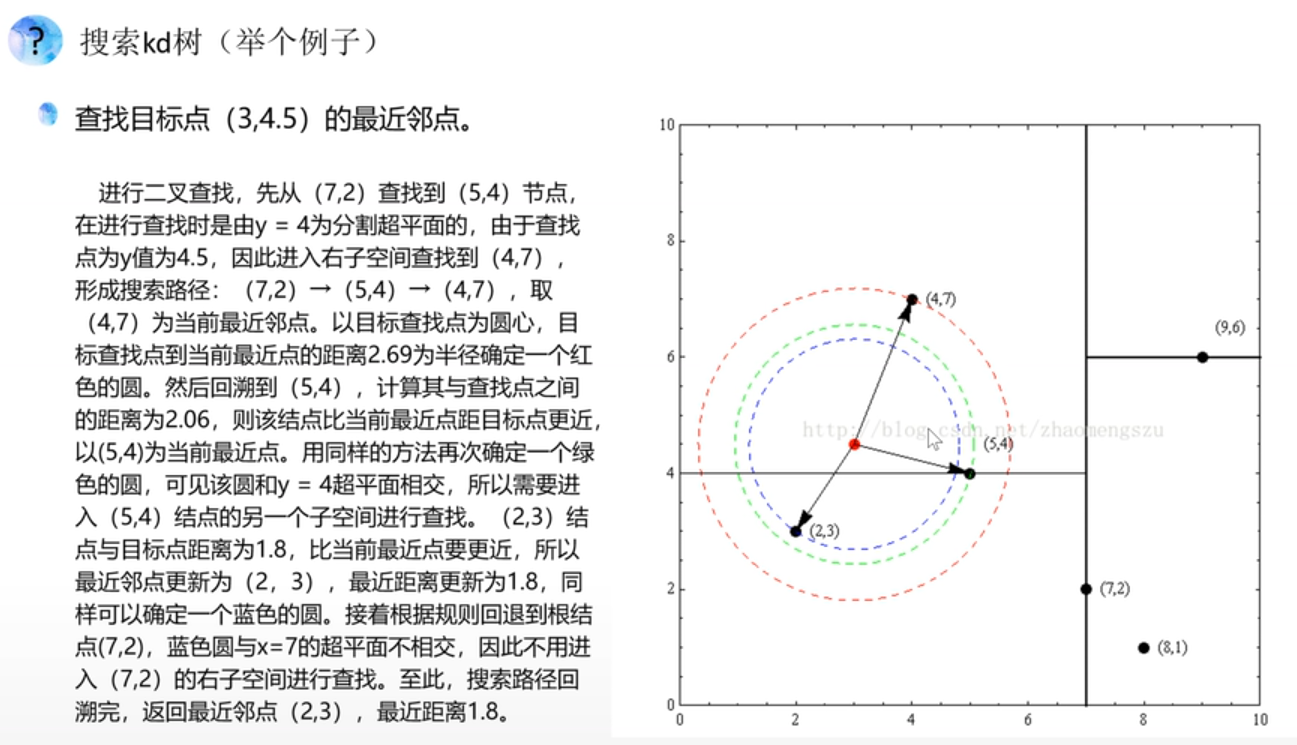 ?
搜索kd树（举个例子）
查找目标点（3,4.5）的最近邻点。
进行二叉查找，先从（7,2）查找到（5,4）节点，
在进行查找时是由y = 4为分割超平面的，由于查找
点为y值为4.5，因此进入右子空间查找到（4,7），
形成搜索路径：（7,2）→（5,4）→（4,7），取
（4,7）为当前最近邻点。以目标查找点为圆心，目
标查找点到当前最近点的距离2.69为半径确定一个红
色的圆。然后回溯到（5,4），计算其与查找点之间
的距离为2.06，则该结点比当前最近点距目标点更近，
以(5,4)为当前最近点。用同样的方法再次确定一个绿
色的圆，可见该圆和y = 4超平面相交，所以需要进
入（5,4）结点的另一个子空间进行查找。（2,3）结
点与目标点距离为1.8，比当前最近点要更近，所以
最近邻点更新为（2，3），最近距离更新为1.8，同
样可以确定一个蓝色的圆。接着根据规则回退到根结
点(7,2)，蓝色圆与x=7的超平面不相交，因此不用进
入（7,2）的右子空间进行查找。至此，搜索路径回
溯完，返回最近邻点（2,3），最近距离1.8。
10
8
6
4
2
0
0
2
4
6
8
10
(4,7)
(9,6)
http://blog.csdn.net/zhaomengszu
(5,4)
(2,3)
(7,2)
(8,1)